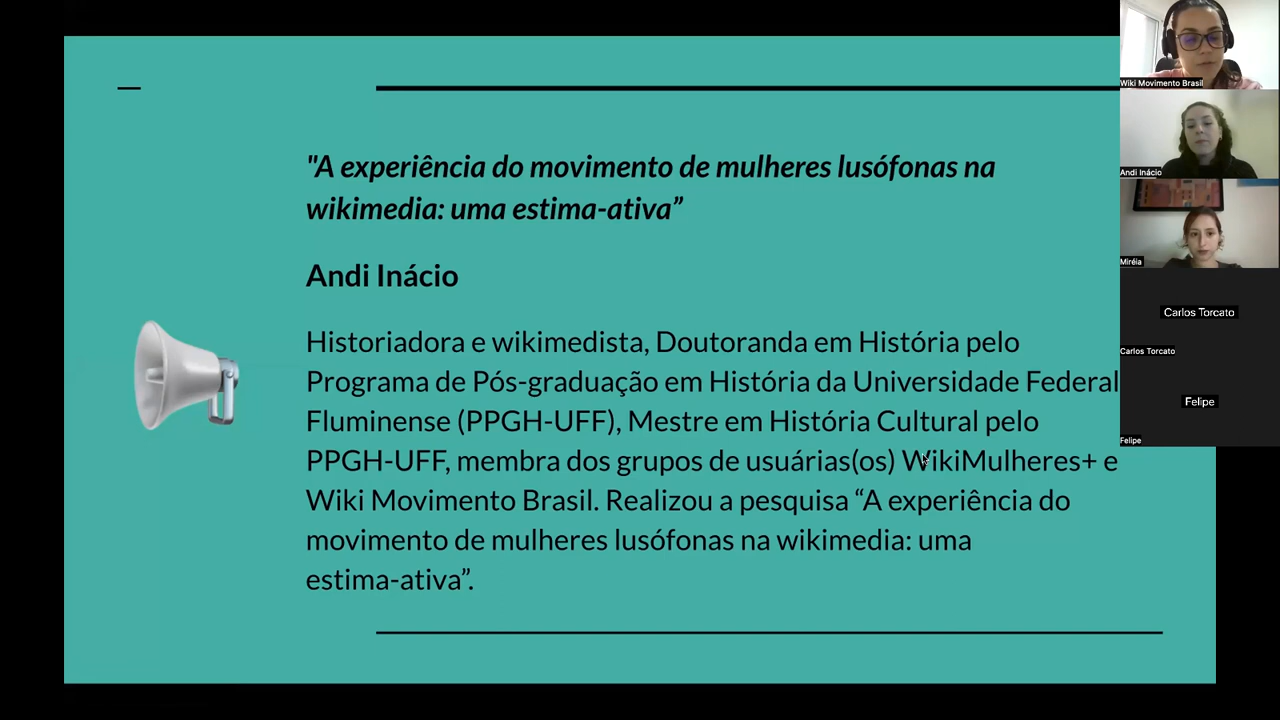 "A experiência do movimento de mulheres lusófonas na
wikimedia: uma estima-ativa”
Andi Inácio
Historiadora e wikimedista, Doutoranda em História pelo
Programa de Pós-graduação em História da Universidade Federal
Fluminense (PPGH-UFF), Mestre em História Cultural pelo
PPGH-UFF, membra dos grupos de usuárias(os) WikiMulheres+ e
Wiki Movimento Brasil. Realizou a pesquisa “A experiência do
movimento de mulheres lusófonas na wikimedia: uma
estima-ativa”.
Wiki Movimento Brasil
Andi Inácio
Miréia
Carlos Torcato
Carlos Torcato
Felipe
Felipe